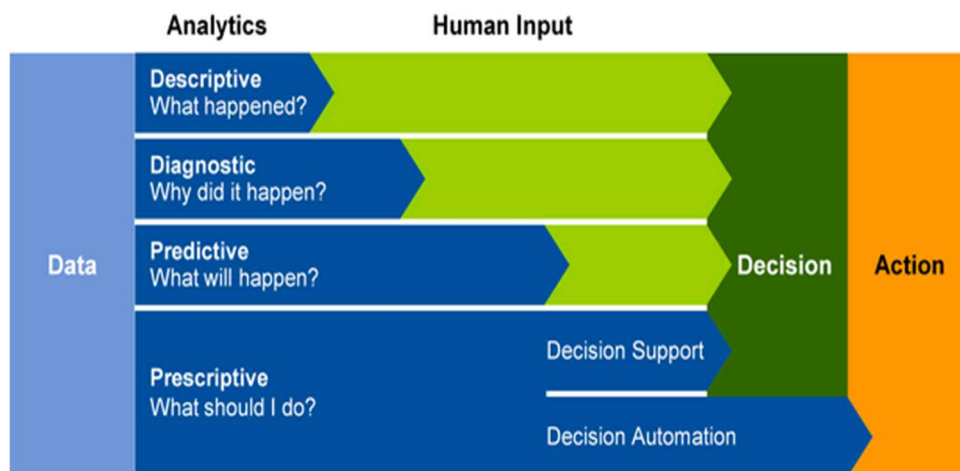 Analytics
Human Input
Descriptive
What happened?
Diagnostic
Why did it happen?
Predictive
What will happen?
Data
Decision
Action
Prescriptive
What should I do?
Decision Support
Decision Automation